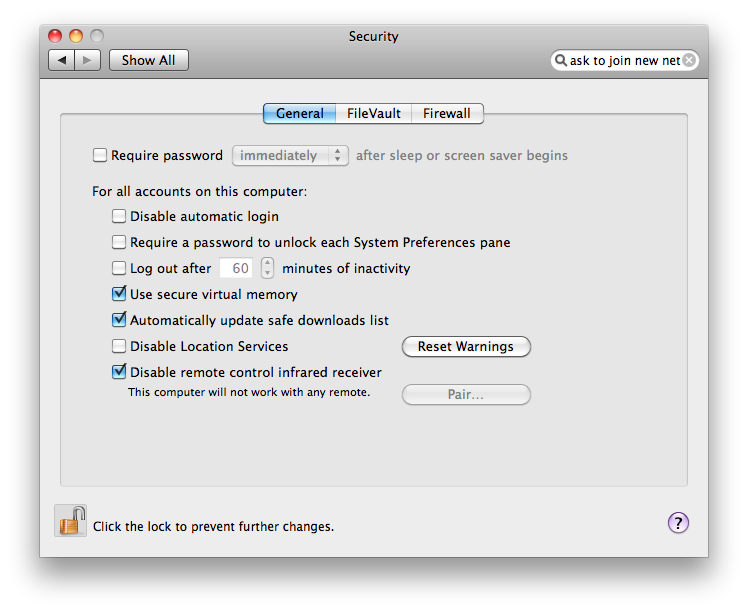 Security
Show All
ask to join new net
General FileVault Firewall
Require password immediately after sleep or screen saver begins
For all accounts on this computer:
Disable automatic login
Require a password to unlock each System Preferences pane
Log out after 60 minutes of inactivity
Use secure virtual memory
Automatically update safe downloads list
Disable Location Services Reset Warnings
Disable remote control infrared receiver
This computer will not work with any remote. Pair...
Click the lock to prevent further changes. ?